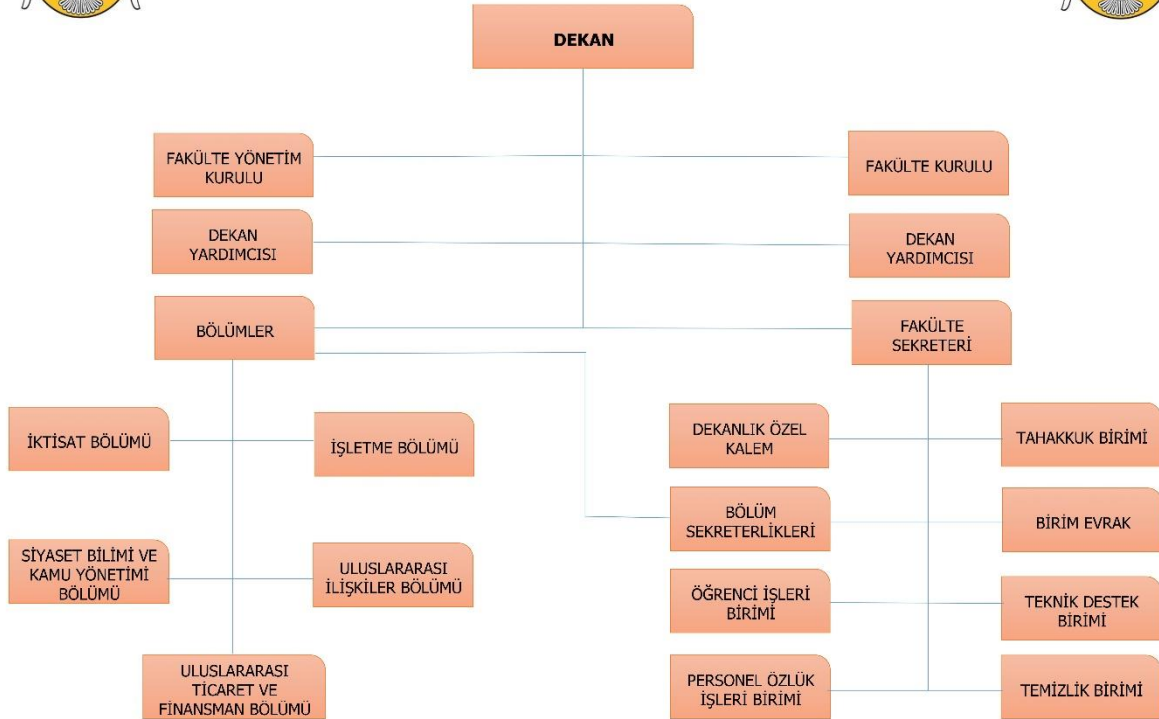 DEKAN
FAKÜLTE YÖNETİM
KURULU
FAKÜLTE KURULU
DEKAN
YARDIMCISI
DEKAN
YARDIMCISI
BÖLÜMLER
FAKÜLTE
SEKRETERİ
İKTİSAT BÖLÜMÜ
İŞLETME BÖLÜMÜ
SİYASET BİLİMİ VE
KAMU YÖNETİMİ
BÖLÜMÜ
ULUSLARARASI
İLİŞKİLER BÖLÜMÜ
ULUSLARARASI
TİCARET VE
FİNANSMAN BÖLÜMÜ
DEKANLIK ÖZEL
KALEM
TAHAKKUK BİRİMİ
BÖLÜM
SEKRETERLİKLERİ
BİRİM EVRAK
ÖĞRENCİ İŞLERİ
BİRİMİ
TEKNİK DESTEK
BİRİMİ
PERSONEL ÖZLÜK
İŞLERİ BİRİMİ
TEMİZLİK BİRİMİ